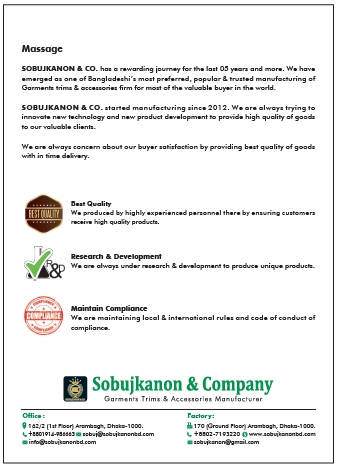 Massage
SOBUJKANON & CO. has a rewarding journey for the last 05 years and more. We have
emerged as one of Bangladeshi's most preferred, popular & trusted manufacturing of
Garments trims & accessories firm for most of the valuable buyer in the world.
SOBUJKANON & CO. started manufacturing since 2012. We are always trying to
innovate new technology and new product development to provide high quality of goods
to our valuable clients.
We are always concern about our buyer satisfaction by providing best quality of goods
with in time delivery.
BEST QUALITY
Best Quality
We produced by highly experienced personnel there by ensuring customers
receive high quality products.
R&D
Research & Development
We are always under research & development to produce unique products.
COMPLIANCE
Maintain Compliance
We are maintaining local & international rules and code of conduct of
compliance.
Sobujkanon & Company
Garments Trims & Accessories Manufacturer
Office :
162/2 (1st Floor) Arambagh, Dhaka-1000.
+8801914-986663 sobuj@sobujkanonbd.com
info@sobujkanonbd.com
Factory:
170 (Ground Floor) Arambagh, Dhaka-1000.
+8802-7193220 www.sobujkanonbd.com
sobujkanon@gmail.com